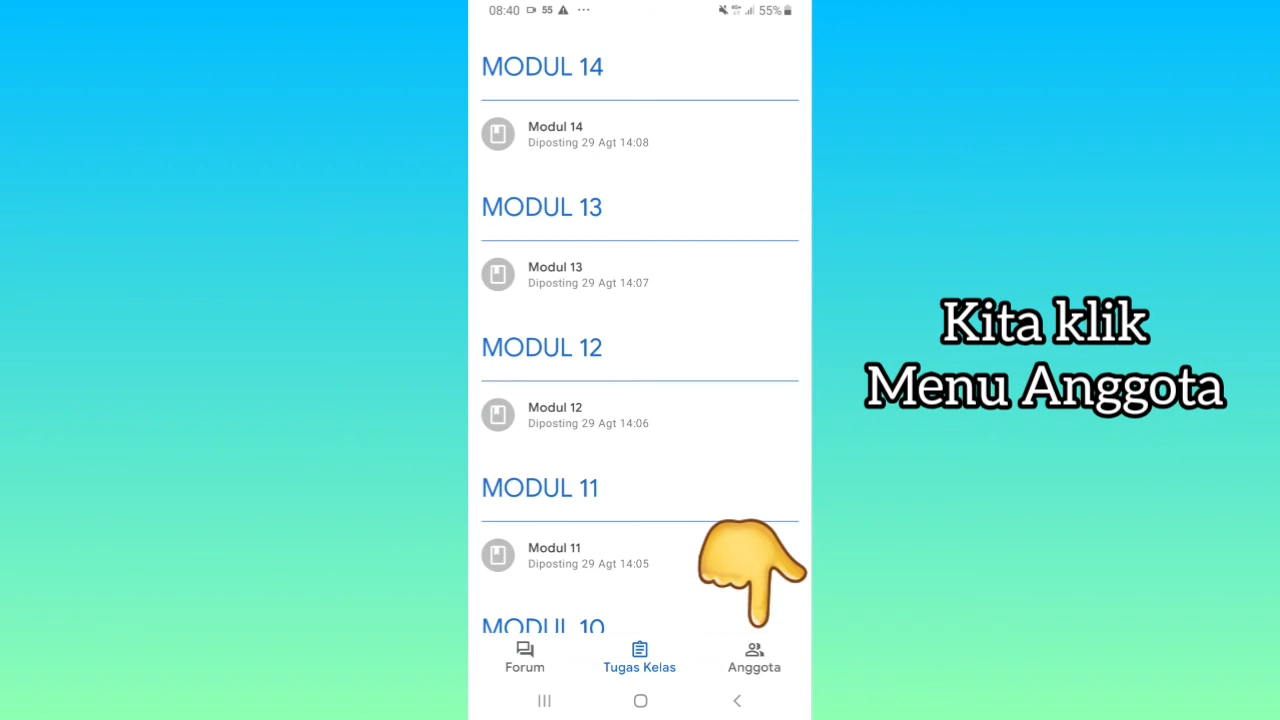 08:40 55 55%
MODUL 14
Modul 14
Diposting 29 Agt 14:08
MODUL 13
Modul 13
Diposting 29 Agt 14:07
MODUL 12
Modul 12
Diposting 29 Agt 14:06
MODUL 11
Modul 11
Diposting 29 Agt 14:05
MODUL 10
Forum Tugas Kelas Anggota
Kita klik
Menu Anggota